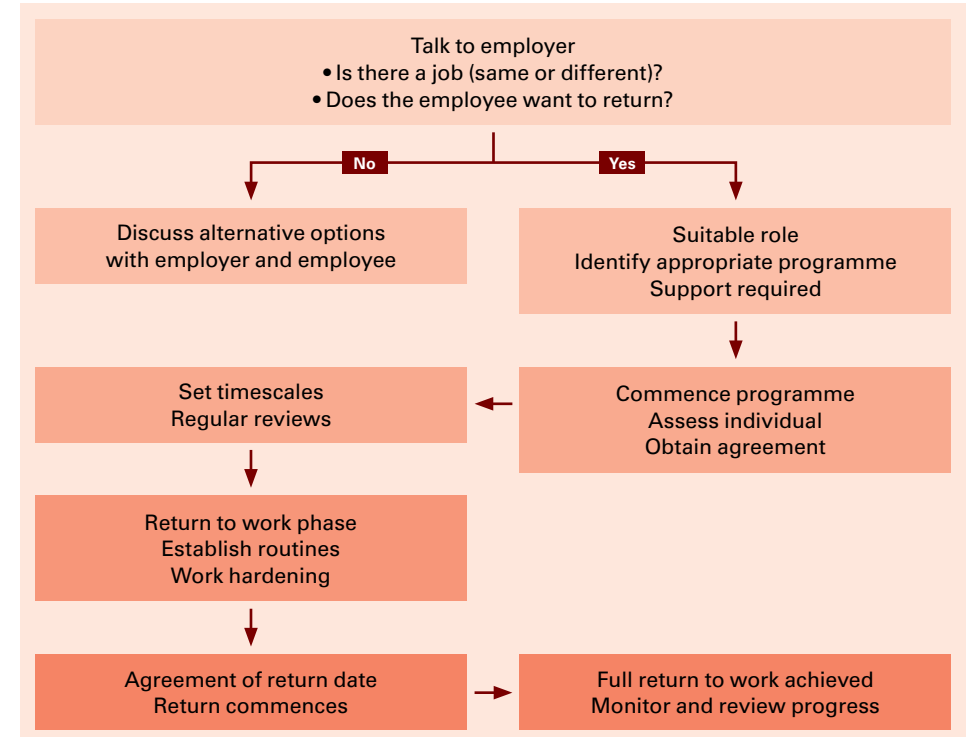 Talk to employer
• Is there a job (same or different)?
• Does the employee want to return?
No
Yes
Discuss alternative options
with employer and employee
Suitable role
Identify appropriate programme
Support required
Commence programme
Assess individual
Obtain agreement
Set timescales
Regular reviews
Return to work phase
Establish routines
Work hardening
Agreement of return date
Return commences
Full return to work achieved
Monitor and review progress